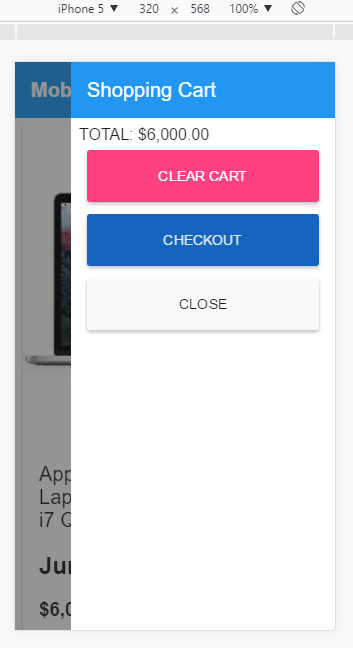 iPhone 5 ▼ 320 × 568 100% ▼
Mob
Shopping Cart
TOTAL: $6,000.00
CLEAR CART
CHECKOUT
CLOSE
App
Lap
i7 Q
Jun
$6,0